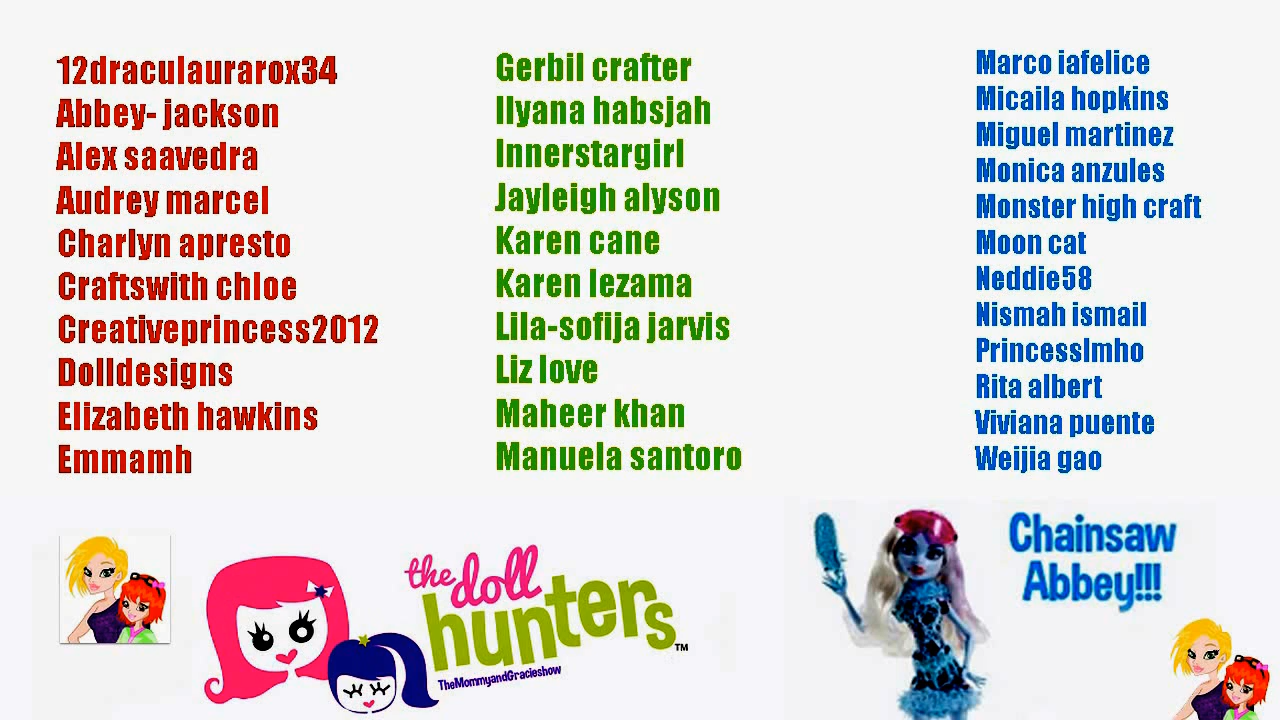 12draculaurarox34
Abbey- jackson
Alex saavedra
Audrey marcel
Charlyn apresto
Craftswith chloe
Creativeprincess2012
Dolldesigns
Elizabeth hawkins
Emmamh
Gerbil crafter
Ilyana habsjah
Innerstargirl
Jayleigh alyson
Karen cane
Karen lezama
Lila-sofija jarvis
Liz love
Maheer khan
Manuela santoro
Marco iafelice
Micaila hopkins
Miguel martinez
Monica anzules
Monster high craft
Moon cat
Neddie58
Nismah ismail
Princesslmho
Rita albert
Viviana puente
Weijia gao
the doll
hunters™
TheMommyandGracieshow
Chainsaw
Abbey!!!